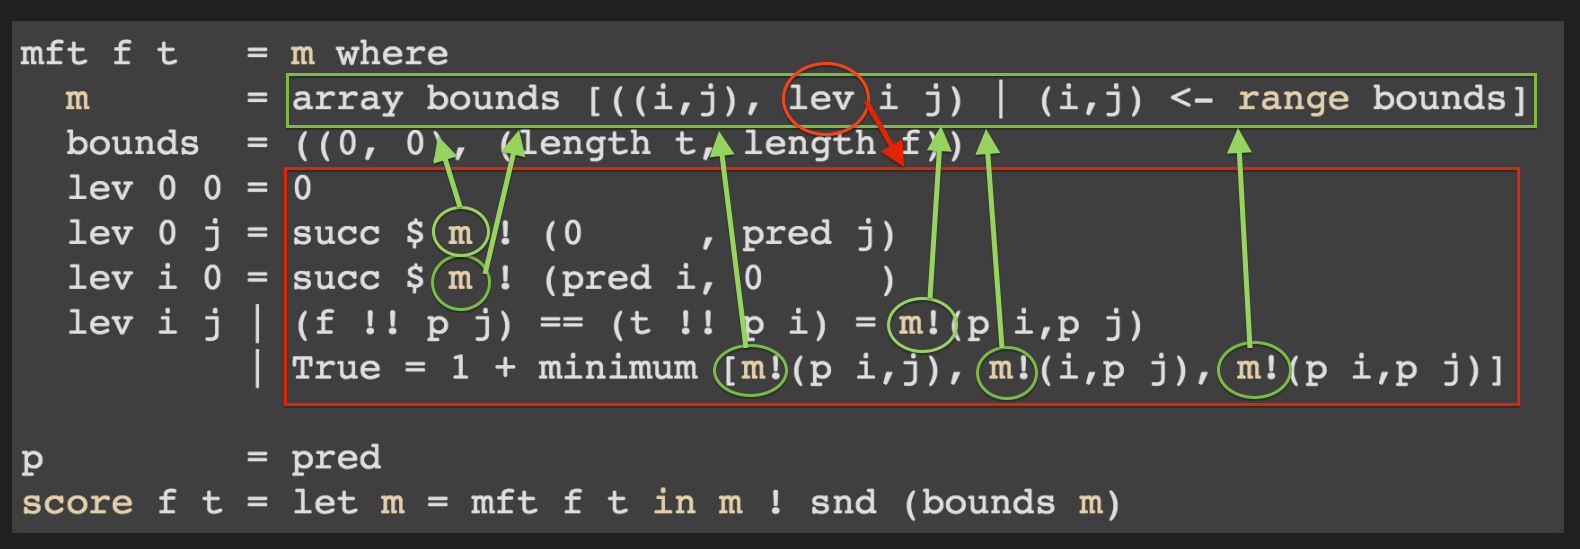 mft f t   = m where
  m       = array bounds [((i,j), lev i j) | (i,j) <- range bounds]
  bounds  = ((0, 0), (length t, length f))
  lev 0 0 = 0
  lev 0 j = succ $ m ! (0     , pred j)
  lev i 0 = succ $ m ! (pred i, 0     )
  lev i j | (f !! p j) == (t !! p i) = m!(p i,p j)
          | True = 1 + minimum [m!(p i,j), m!(i,p j), m!(p i,p j)]
p         = pred
score f t = let m = mft f t in m ! snd (bounds m)